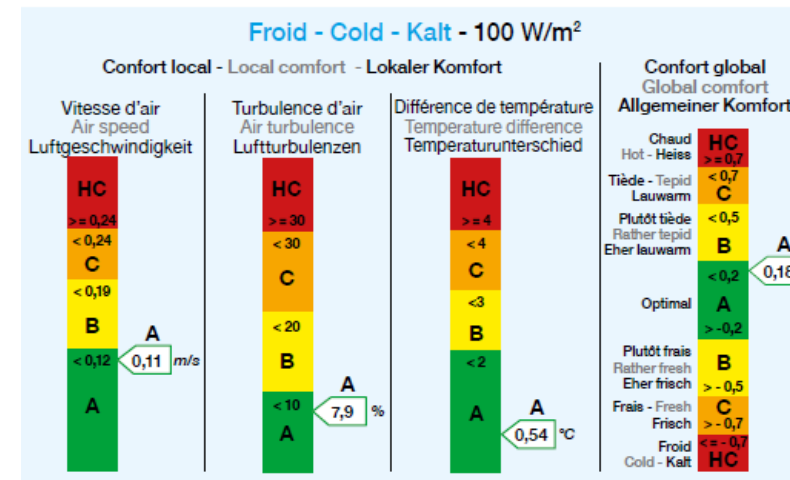 Froid - Cold - Kalt - 100 W/m²
Confort local - Local comfort - Lokaler Komfort
Vitesse d'air
Air speed
Luftgeschwindigkeit
HC
>= 0,24
< 0,24
C
< 0,19
B
< 0,12
A
A
0,11 m/s
Turbulence d'air
Air turbulence
Luftturbulenzen
HC
>= 30
< 30
C
< 20
B
< 10
A
A
7,9 %
Différence de température
Temperature difference
Temperaturunterschied
HC
>= 4
< 4
C
<3
B
< 2
A
A
0,54 °C
Confort global
Global comfort
Allgemeiner Komfort
Chaud
Hot - Heiss
HC
>= 0,7
Tiède - Tepid
Lauwarm
< 0,7
C
Plutôt tiède
Rather tepid
Eher lauwarm
< 0,5
B
< 0,2
Optimal
A
> -0,2
A
0,18
Plutôt frais
Rather fresh
Eher frisch
B
> - 0,5
Frais - Fresh
Frisch
C
> - 0,7
Froid
Cold - Kalt
<= - 0,7
HC